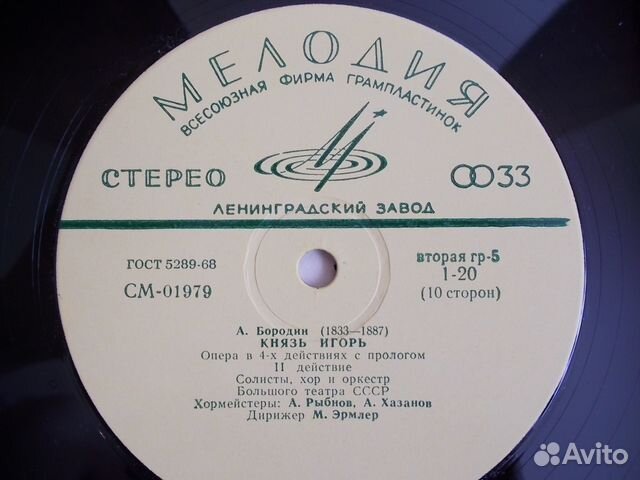 МЕЛОДИЯ
ВСЕСОЮЗНАЯ ФИРМА ГРАМПЛАСТИНОК
СТЕРЕО
33
ЛЕНИНГРАДСКИЙ ЗАВОД
ГОСТ 5289-68
СМ-01979
вторая гр-5
1-20
(10 сторон)
А. Бородин (1833—1887)
КНЯЗЬ ИГОРЬ
Опера в 4-х действиях с прологом
II действие
Солисты, хор и оркестр
Большого театра СССР
Хормейстеры: А. Рыбнов, А. Хазанов
Дирижер М. Эрмлер
Avito